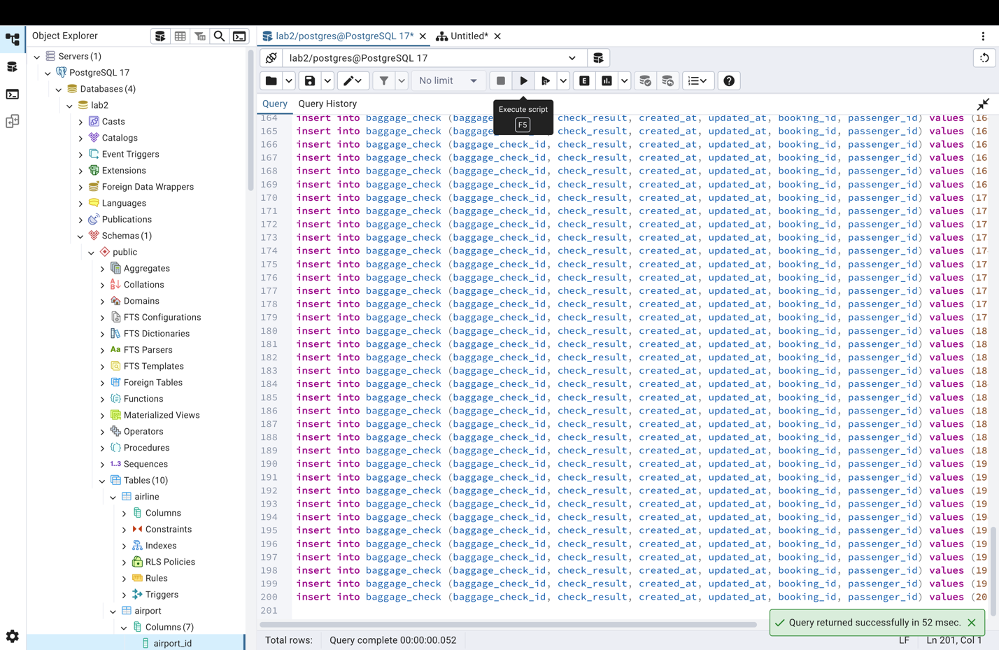 Object Explorer
lab2/postgres@PostgreSQL 17*
Untitled*
lab2/postgres@PostgreSQL 17
No limit
E
Query
Query History
Execute script
F5
Servers (1)
PostgreSQL 17
Databases (4)
lab2
Casts
Catalogs
Event Triggers
Extensions
Foreign Data Wrappers
Languages
Publications
Schemas (1)
public
Aggregates
Collations
Domains
FTS Configurations
FTS Dictionaries
Aa FTS Parsers
FTS Templates
Foreign Tables
Functions
Materialized Views
Operators
Procedures
1..3 Sequences
Tables (10)
airline
Columns
Constraints
Indexes
RLS Policies
Rules
Triggers
airport
Columns (7)
airport_id
164 insert into baggage_check (bagga check_result, created_at, updated_at, booking_id, passenger_id) values (16
165 insert into baggage_check (bagga check_result, created_at, updated_at, booking_id, passenger_id) values (16
166 insert into baggage_check (baggage_check_id, check_result, created_at, updated_at, booking_id, passenger_id) values (16
167 insert into baggage_check (baggage_check_id, check_result, created_at, updated_at, booking_id, passenger_id) values (16
168 insert into baggage_check (baggage_check_id, check_result, created_at, updated_at, booking_id, passenger_id) values (16
169 insert into baggage_check (baggage_check_id, check_result, created_at, updated_at, booking_id, passenger_id) values (16
170 insert into baggage_check (baggage_check_id, check_result, created_at, updated_at, booking_id, passenger_id) values (17
171 insert into baggage_check (baggage_check_id, check_result, created_at, updated_at, booking_id, passenger_id) values (17
172 insert into baggage_check (baggage_check_id, check_result, created_at, updated_at, booking_id, passenger_id) values (17
173 insert into baggage_check (baggage_check_id, check_result, created_at, updated_at, booking_id, passenger_id) values (17
174 insert into baggage_check (baggage_check_id, check_result, created_at, updated_at, booking_id, passenger_id) values (17
175 insert into baggage_check (baggage_check_id, check_result, created_at, updated_at, booking_id, passenger_id) values (17
176 insert into baggage_check (baggage_check_id, check_result, created_at, updated_at, booking_id, passenger_id) values (17
177 insert into baggage_check (baggage_check_id, check_result, created_at, updated_at, booking_id, passenger_id) values (17
178 insert into baggage_check (baggage_check_id, check_result, created_at, updated_at, booking_id, passenger_id) values (17
179 insert into baggage_check (baggage_check_id, check_result, created_at, updated_at, booking_id, passenger_id) values (17
180 insert into baggage_check (baggage_check_id, check_result, created_at, updated_at, booking_id, passenger_id) values (18
181 insert into baggage_check (baggage_check_id, check_result, created_at, updated_at, booking_id, passenger_id) values (18
182 insert into baggage_check (baggage_check_id, check_result, created_at, updated_at, booking_id, passenger_id) values (18
183 insert into baggage_check (baggage_check_id, check_result, created_at, updated_at, booking_id, passenger_id) values (18
184 insert into baggage_check (baggage_check_id, check_result, created_at, updated_at, booking_id, passenger_id) values (18
185 insert into baggage_check (baggage_check_id, check_result, created_at, updated_at, booking_id, passenger_id) values (18
186 insert into baggage_check (baggage_check_id, check_result, created_at, updated_at, booking_id, passenger_id) values (18
187 insert into baggage_check (baggage_check_id, check_result, created_at, updated_at, booking_id, passenger_id) values (18
188 insert into baggage_check (baggage_check_id, check_result, created_at, updated_at, booking_id, passenger_id) values (18
189 insert into baggage_check (baggage_check_id, check_result, created_at, updated_at, booking_id, passenger_id) values (18
190 insert into baggage_check (baggage_check_id, check_result, created_at, updated_at, booking_id, passenger_id) values (19
191 insert into baggage_check (baggage_check_id, check_result, created_at, updated_at, booking_id, passenger_id) values (19
192 insert into baggage_check (baggage_check_id, check_result, created_at, updated_at, booking_id, passenger_id) values (19
193 insert into baggage_check (baggage_check_id, check_result, created_at, updated_at, booking_id, passenger_id) values (19
194 insert into baggage_check (baggage_check_id, check_result, created_at, updated_at, booking_id, passenger_id) values (19
195 insert into baggage_check (baggage_check_id, check_result, created_at, updated_at, booking_id, passenger_id) values (19
196 insert into baggage_check (baggage_check_id, check_result, created_at, updated_at, booking_id, passenger_id) values (19
197 insert into baggage_check (baggage_check_id, check_result, created_at, updated_at, booking_id, passenger_id) values (19
198 insert into baggage_check (baggage_check_id, check_result, created_at, updated_at, booking_id, passenger_id) values (19
199 insert into baggage_check (baggage_check_id, check_result, created_at, updated_at, booking_id, passenger_id) values (19
200 insert into baggage_check (baggage_check_id, check_result, created_at, updated_at, booking_id, passenger_id) values (20
201
Query returned successfully in 52 msec.
Total rows:
Query complete 00:00:00.052
LF
Ln 201, Col 1